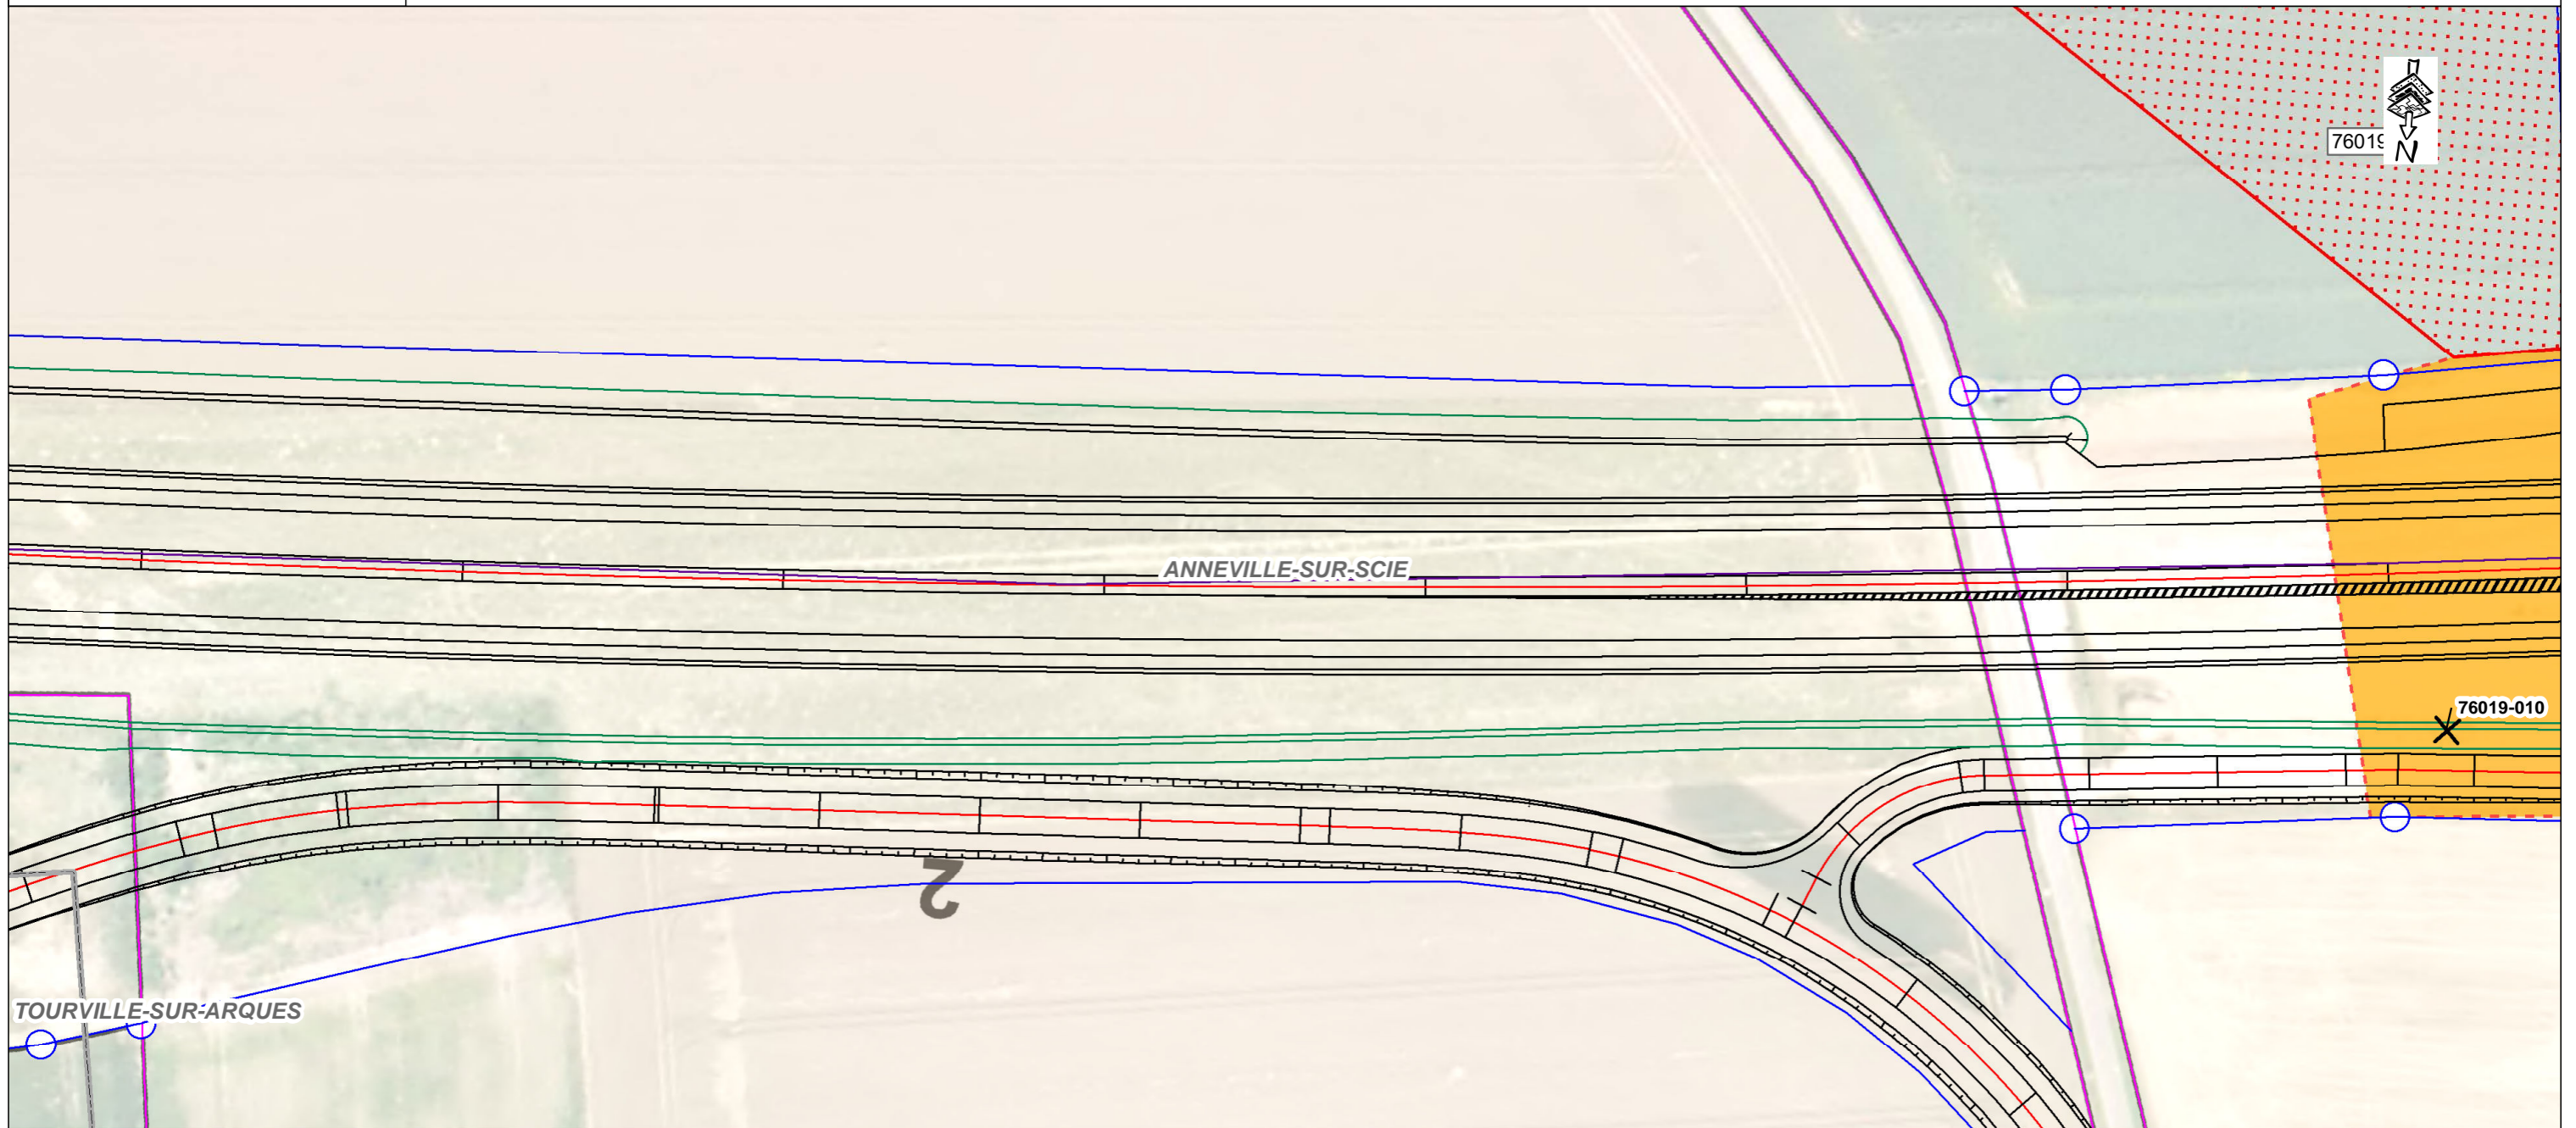 76019
N
ANNEVILLE-SUR-SCIE
76019-010
2
TOURVILLE-SUR-ARQUES